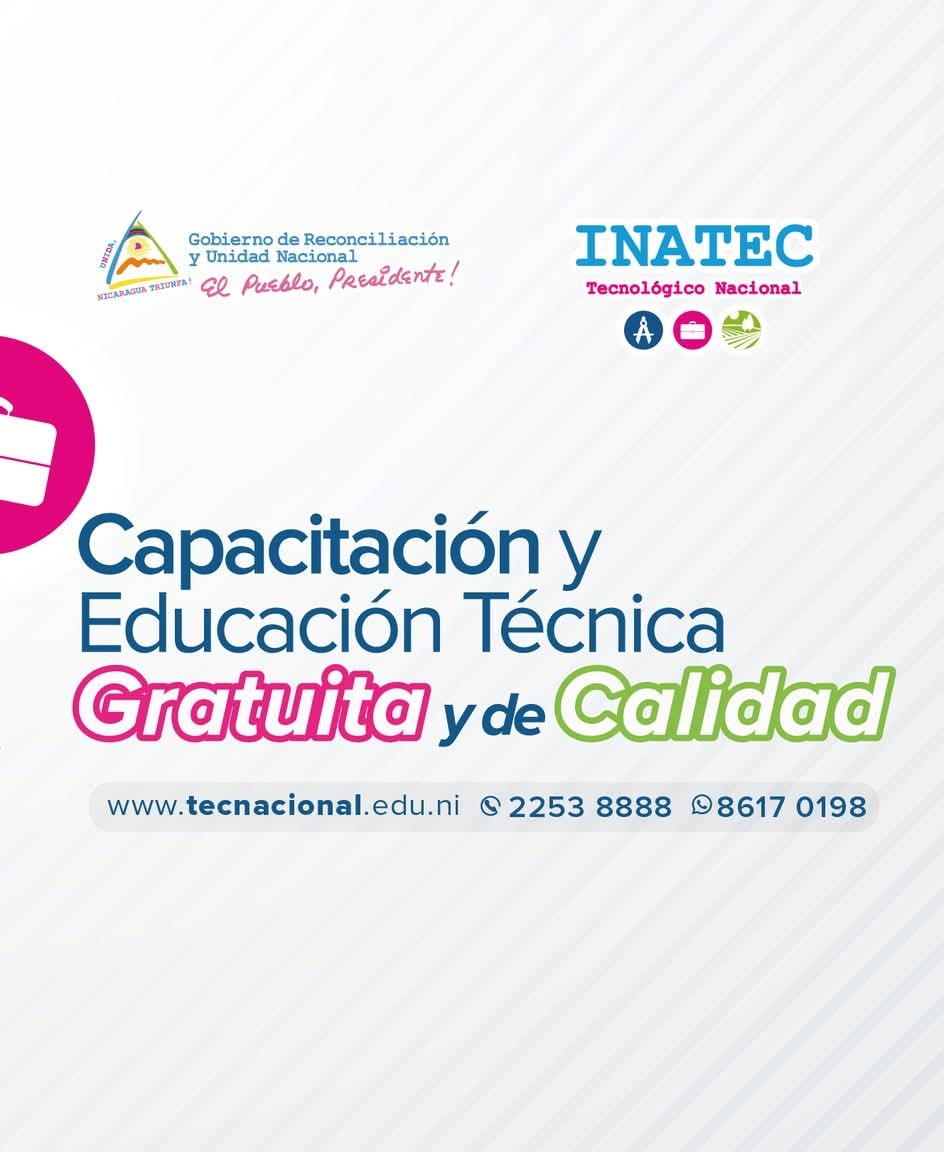 UNIDA,
NICARAGUA TRIUNFA!
Gobierno de Reconciliación
y Unidad Nacional
El Pueblo, Presidente!
INATEC
Tecnológico Nacional
Capacitación y
Educación Técnica
Gratuita y de Calidad
www.tecnacional.edu.ni 2253 8888 8617 0198